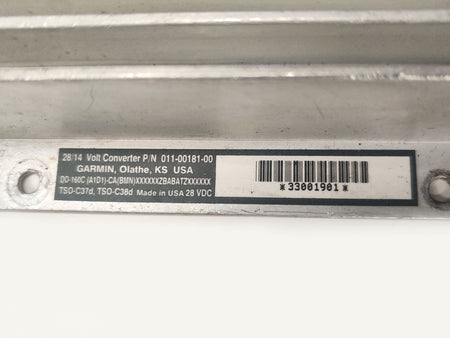 28/14 Volt Converter P/N 011-00181-00
GARMIN, Olathe, KS USA
DO-160C (A1D1)-CA(BMN)XXXXXXZBABATZXXXXXX
TSO-C37d, TSO-C38d Made in USA 28 VDC
*33001901*